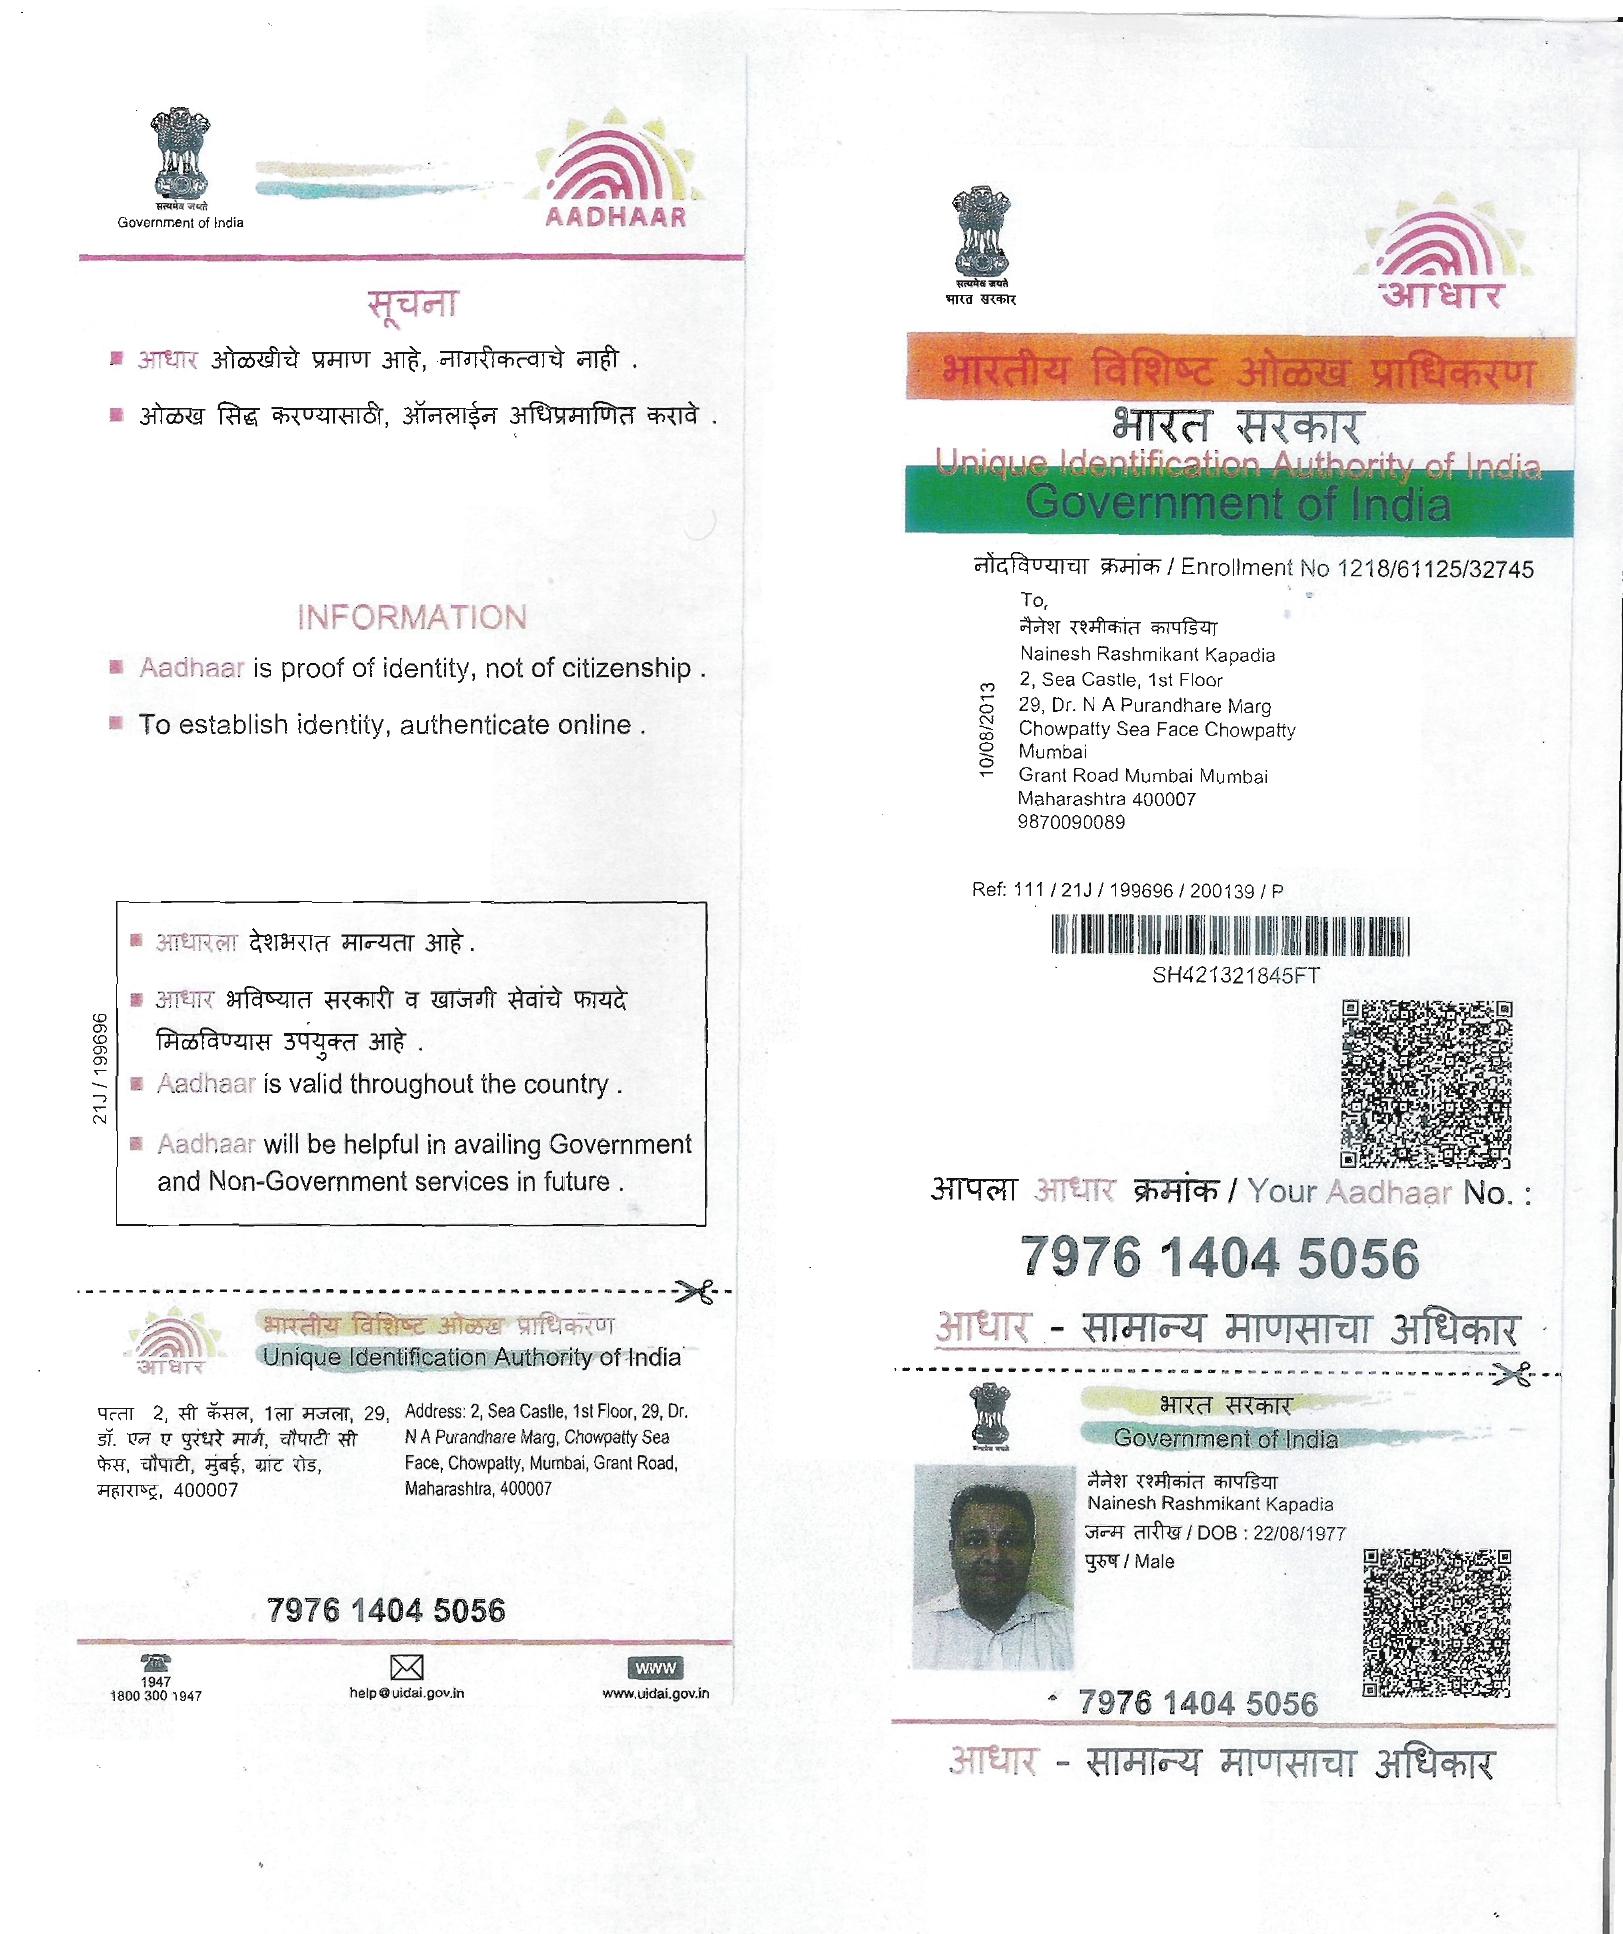 सत्यमेव जयते
Government of India
AADHAAR
सूचना
आधार ओळखीचे प्रमाण आहे, नागरीकत्वाचे नाही .
ओळख सिद्ध करण्यासाठी, ऑनलाईन अधिप्रमाणित करावे .
INFORMATION
Aadhaar is proof of identity, not of citizenship .
To establish identity, authenticate online .
21J / 199696
आधारला देशभरात मान्यता आहे .
आधार भविष्यात सरकारी व खाजगी सेवांचे फायदे
मिळविण्यास उपयुक्त आहे .
Aadhaar is valid throughout the country .
Aadhaar will be helpful in availing Government
and Non-Government services in future .
आधार
भारतीय विशिष्ट ओळख प्राधिकरण
Unique Identification Authority of India
पत्ता 2, सी कॅसल, 1ला मजला, 29,
डॉ. एन ए पुरंधरे मार्ग, चौपाटी सी
फेस, चौपाटी, मुंबई, ग्रांट रोड,
महाराष्ट्र, 400007
Address: 2, Sea Castle, 1st Floor, 29, Dr.
N A Purandhare Marg, Chowpatty Sea
Face, Chowpatty, Mumbai, Grant Road,
Maharashtra, 400007
7976 1404 5056
1947
1800 300 1947
help@uidai.gov.in
www
www.uidai.gov.in
सत्यमेव जयते
भारत सरकार
आधार
भारतीय विशिष्ट ओळख प्राधिकरण
भारत सरकार
Unique Identification Authority of India
Government of India
नोंदविण्याचा क्रमांक / Enrollment No 1218/61125/32745
To,
नैनेश रश्मीकांत कापडिया
Nainesh Rashmikant Kapadia
2, Sea Castle, 1st Floor
29, Dr. N A Purandhare Marg
Chowpatty Sea Face Chowpatty
Mumbai
Grant Road Mumbai Mumbai
Maharashtra 400007
9870090089
10/08/2013
Ref: 111 / 21J / 199696 / 200139 / P
SH421321845FT
आपला आधार क्रमांक / Your Aadhaar No. :
7976 1404 5056
आधार - सामान्य माणसाचा अधिकार
भारत सरकार
Government of India
नैनेश रश्मीकांत कापडिया
Nainesh Rashmikant Kapadia
जन्म तारीख / DOB : 22/08/1977
पुरुष / Male
7976 1404 5056
आधार - सामान्य माणसाचा अधिकार